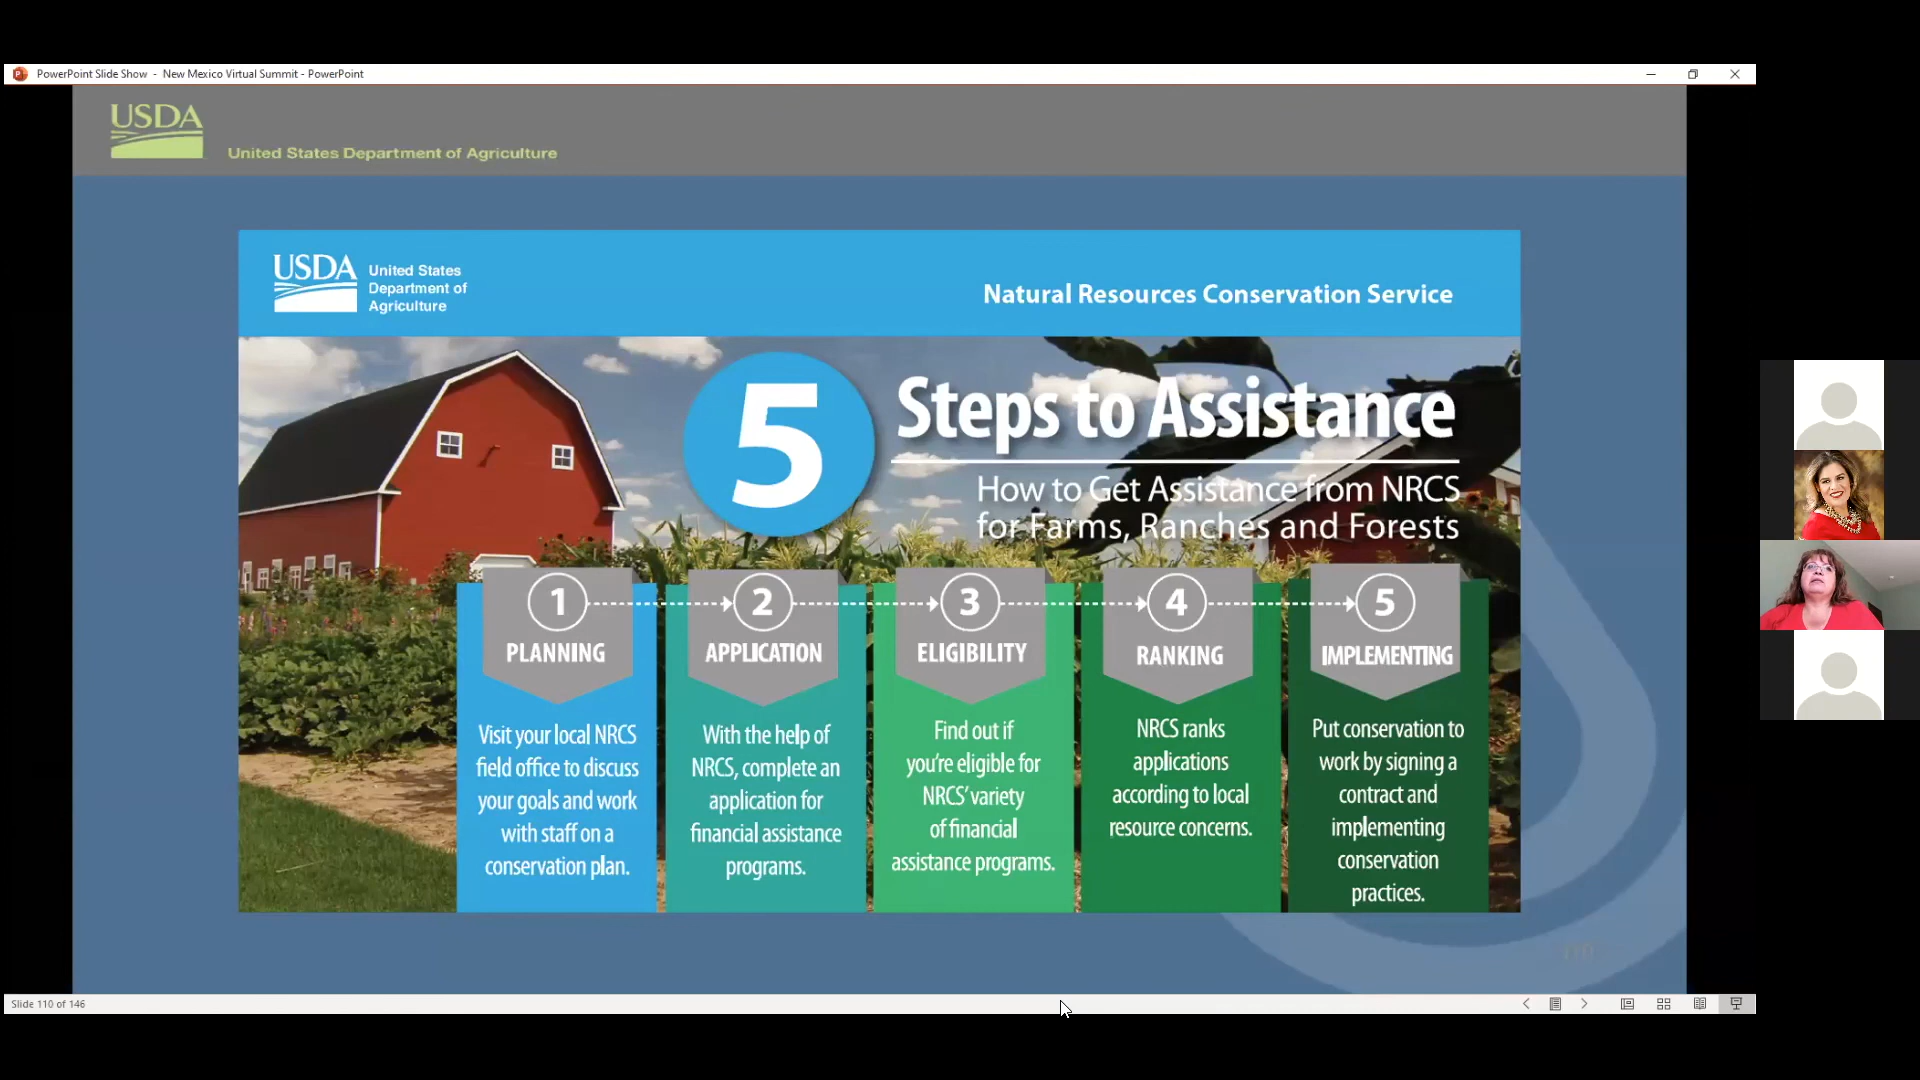 PowerPoint Slide Show - New Mexico Virtual Summit - PowerPoint
USDA
United States Department of Agriculture
USDA
United States
Department of
Agriculture
Natural Resources Conservation Service
5
Steps to Assistance
How to Get Assistance from NRCS
for Farms, Ranches and Forests
1
PLANNING
Visit your local NRCS
field office to discuss
your goals and work
with staff on a
conservation plan.
2
APPLICATION
With the help of
NRCS, complete an
application for
financial assistance
programs.
3
ELIGIBILITY
Find out if
you're eligible for
NRCS' variety
of financial
assistance programs.
4
RANKING
NRCS ranks
applications
according to local
resource concerns.
5
IMPLEMENTING
Put conservation to
work by signing a
contract and
implementing
conservation
practices.
110
Slide 110 of 146